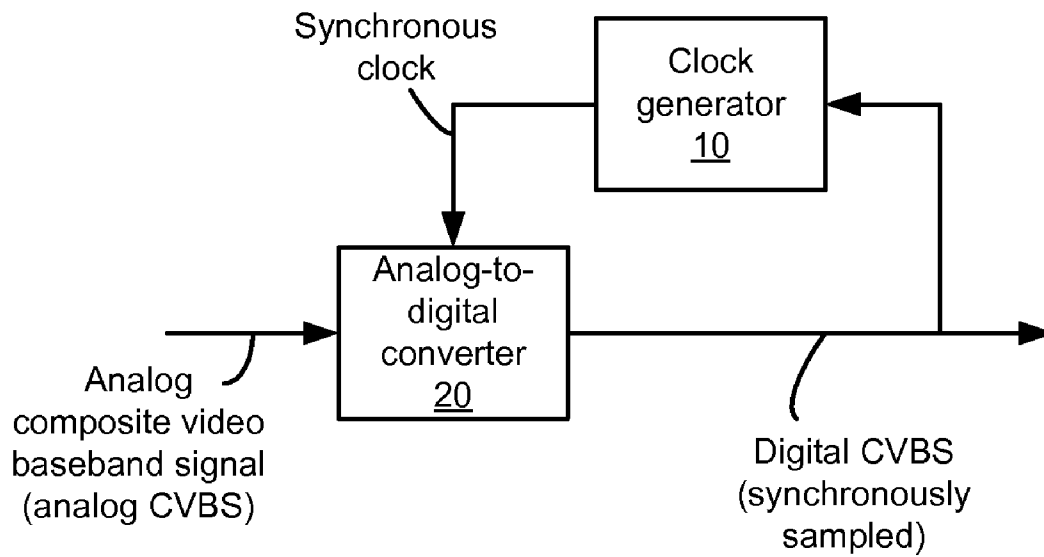 Synchronous
clock
Clock
generator
10
Analog-to-
digital
converter
20
Analog
composite video
baseband signal
(analog CVBS)
Digital CVBS
(synchronously
sampled)